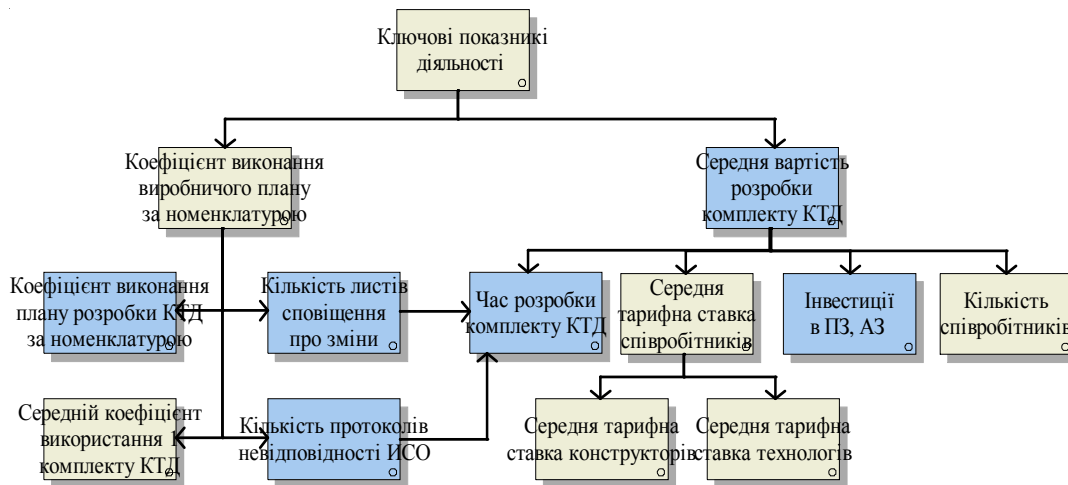 Ключові показникі
діяльності
Коефіцієнт виконання
виробничого плану
за номенклатурою
Середня вартість
розробки
комплекту КТД
Коефіцієнт виконання
плану розробки КТД
за номенклатурою
Кількість листів
сповіщення
про зміни
Час розробки
комплекту КТД
Середня
тарифна ставка
співробітників
Інвестиції
в ПЗ, АЗ
Кількість
співробітників
Середній коефіцієнт
використання 1
комплекту КТД
Кількість протоколів
невідповідності ИСО
Середня тарифна
ставка конструкторів
Середня тарифна
ставка технологів